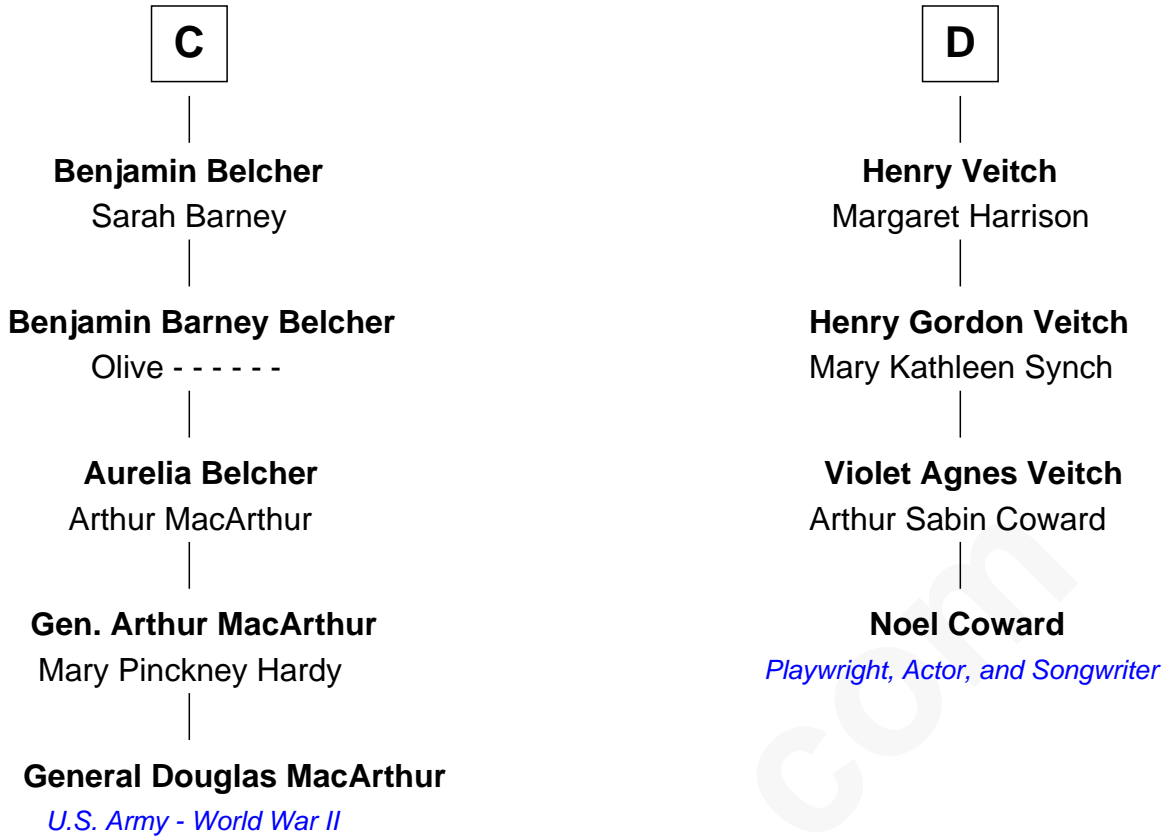 C
Benjamin Belcher
Sarah Barney
Benjamin Barney Belcher
Olive - - - - - -
Aurelia Belcher
Arthur MacArthur
Gen. Arthur MacArthur
Mary Pinckney Hardy
General Douglas MacArthur
U.S. Army - World War II
D
Henry Veitch
Margaret Harrison
Henry Gordon Veitch
Mary Kathleen Synch
Violet Agnes Veitch
Arthur Sabin Coward
Noel Coward
Playwright, Actor, and Songwriter
com